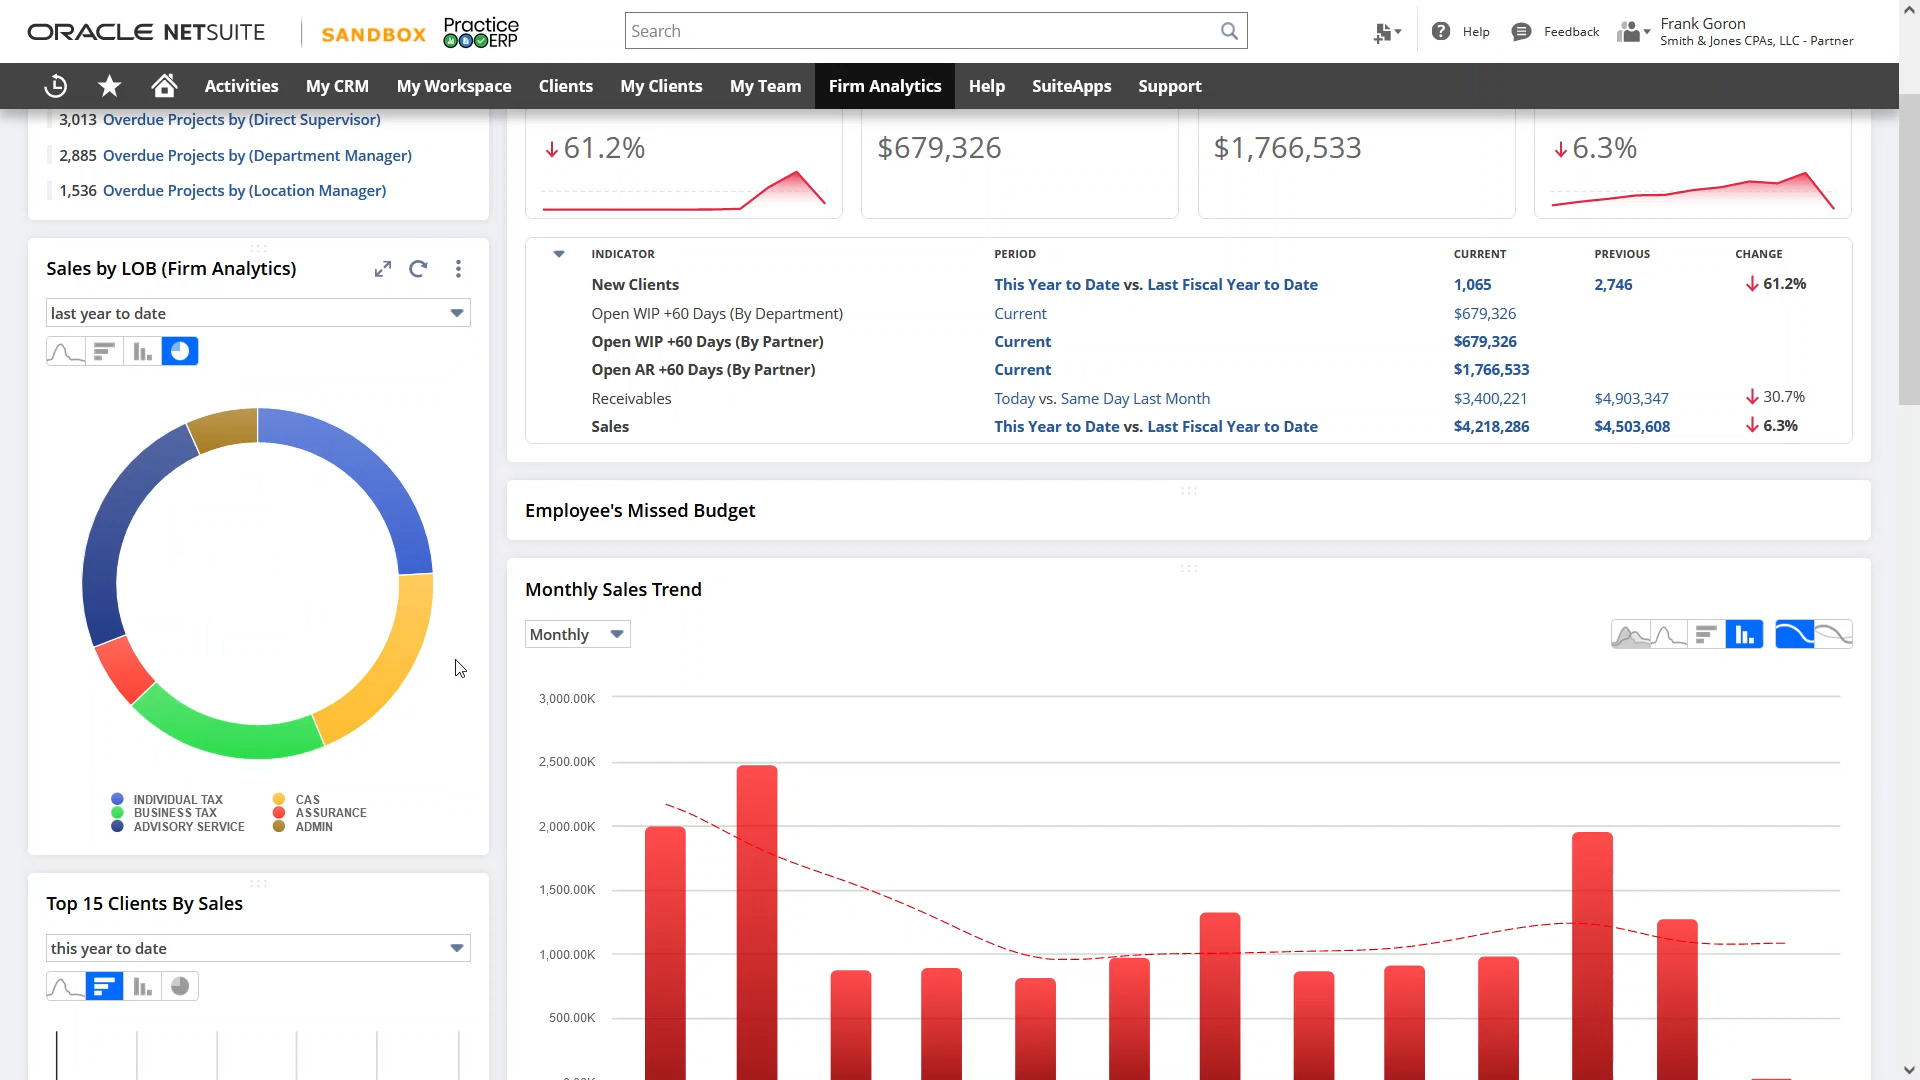 ORACLE NETSUITE
SANDBOX
Practice
ERP
Search
Help
Feedback
Frank Goron
Smith & Jones CPAs, LLC - Partner
Activities
My CRM
My Workspace
Clients
My Clients
My Team
Firm Analytics
Help
SuiteApps
Support
3,013 Overdue Projects by (Direct Supervisor)
2,885 Overdue Projects by (Department Manager)
1,536 Overdue Projects by (Location Manager)
61.2%
$679,326
$1,766,533
6.3%
INDICATOR PERIOD CURRENT PREVIOUS CHANGE
New Clients This Year to Date vs. Last Fiscal Year to Date 1,065 2,746 61.2%
Open WIP +60 Days (By Department) Current $679,326
Open WIP +60 Days (By Partner) Current $679,326
Open AR +60 Days (By Partner) Current $1,766,533
Receivables Today vs. Same Day Last Month $3,400,221 $4,903,347 30.7%
Sales This Year to Date vs. Last Fiscal Year to Date $4,218,286 $4,503,608 6.3%
Sales by LOB (Firm Analytics)
last year to date
INDIVIDUAL TAX
CAS
BUSINESS TAX
ASSURANCE
ADVISORY SERVICE
ADMIN
Top 15 Clients By Sales
this year to date
Employee's Missed Budget
Monthly Sales Trend
Monthly
3,000.00K
2,500.00K
2,000.00K
1,500.00K
1,000.00K
500.00K